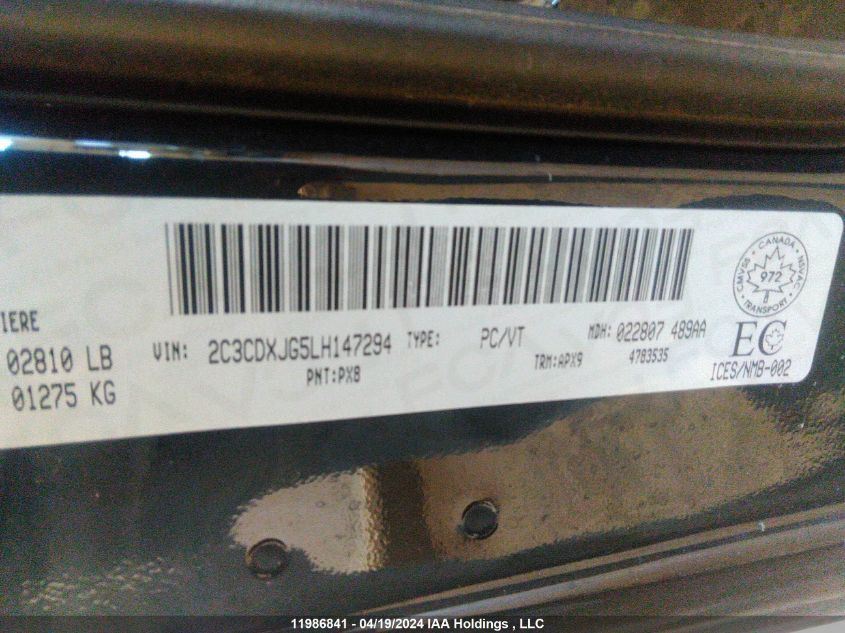 CMVSS · CANADA · NSVAC
972
8
TRANSPORT
IERE
02810 LB
01275 KG
VIN: 2C3CDXJG5LH147294 TYPE: PC/VT MDH: 022807 489AA
PNT:PX8 TRM:APX9 4783535
EC
ICES/NMB-002
11986841 - 04/19/2024 IAA Holdings , LLC